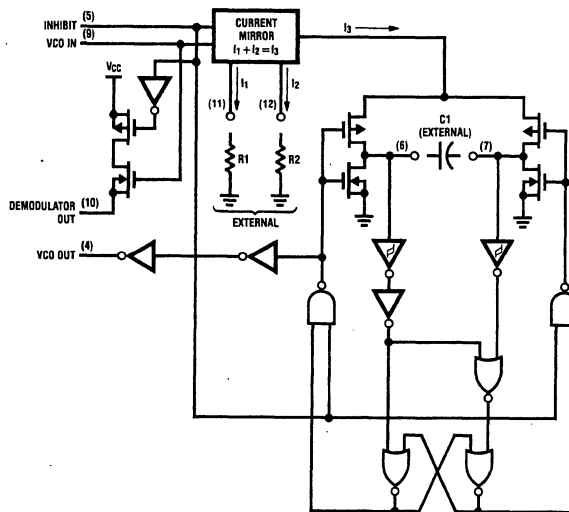 INHIBIT (5)
VCO IN (9)
CURRENT
MIRROR
I1 + I2 = I3
I3
VCC
I1
I2
(11)
(12)
R1
R2
EXTERNAL
C1
(EXTERNAL)
(6)
(7)
DEMODULATOR (10)
OUT
VCO OUT (4)